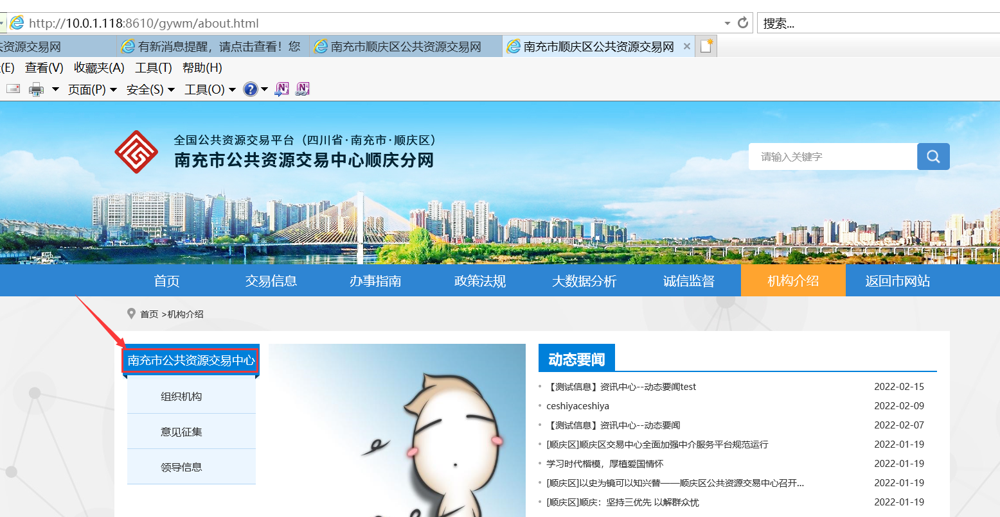 http://10.0.1.118:8610/gywm/about.html
搜索...
资源交易网
有新消息提醒，请点击查看！您
南充市顺庆区公共资源交易网
南充市顺庆区公共资源交易网
(E) 查看(V) 收藏夹(A) 工具(T) 帮助(H)
页面(P) 安全(S) 工具(O)
全国公共资源交易平台（四川省·南充市·顺庆区）
南充市公共资源交易中心顺庆分网
请输入关键字
首页 交易信息 办事指南 政策法规 大数据分析 诚信监督 机构介绍 返回市网站
首页 >机构介绍
南充市公共资源交易中心
组织机构
意见征集
领导信息
动态要闻
【测试信息】资讯中心--动态要闻test 2022-02-15
ceshiyaceshiya 2022-02-09
【测试信息】资讯中心--动态要闻 2022-02-07
[顺庆区]顺庆区交易中心全面加强中介服务平台规范运行 2022-01-19
学习时代楷模，厚植爱国情怀 2022-01-19
[顺庆区]以史为镜可以知兴替——顺庆区公共资源交易中心召开... 2022-01-19
[顺庆区]顺庆：坚持三优先 以解群众忧 2022-01-19